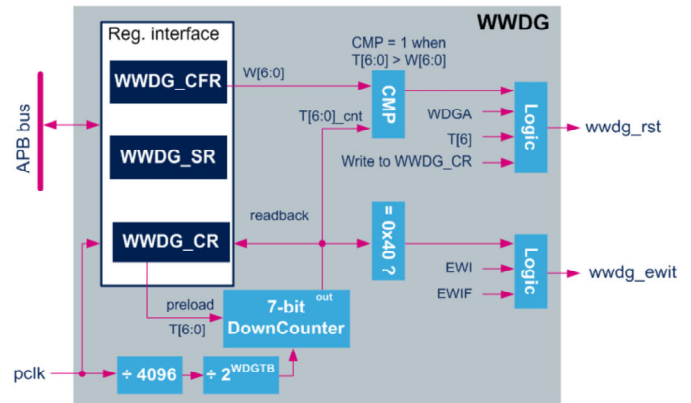 WWDG
Reg. interface
WWDG_CFR
WWDG_SR
WWDG_CR
APB bus
W[6:0]
CMP = 1 when
T[6:0] > W[6:0]
CMP
T[6:0]_cnt
WDGA
T[6]
Write to WWDG_CR
Logic
wwdg_rst
readback
= 0x40 ?
EWI
EWIF
Logic
wwdg_ewit
preload
T[6:0]
7-bit out
DownCounter
pclk
÷ 4096
÷ 2^WDGTB